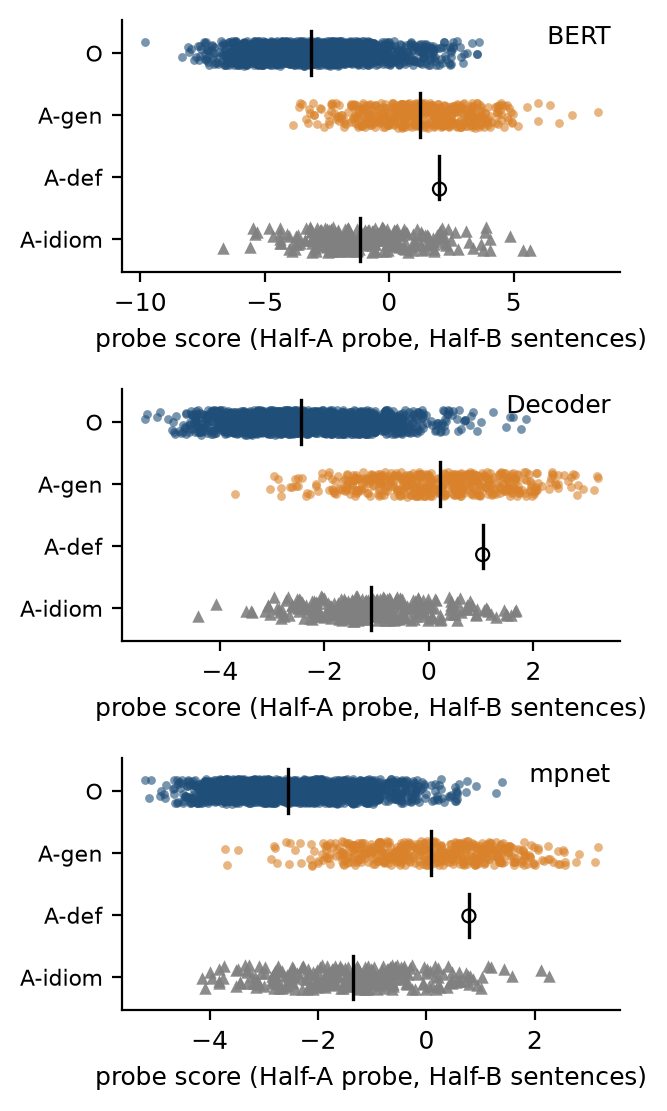 BERT
O
A-gen
A-def
A-idiom
−10 −5 0 5
probe score (Half-A probe, Half-B sentences)
Decoder
O
A-gen
A-def
A-idiom
−4 −2 0 2
probe score (Half-A probe, Half-B sentences)
mpnet
O
A-gen
A-def
A-idiom
−4 −2 0 2
probe score (Half-A probe, Half-B sentences)